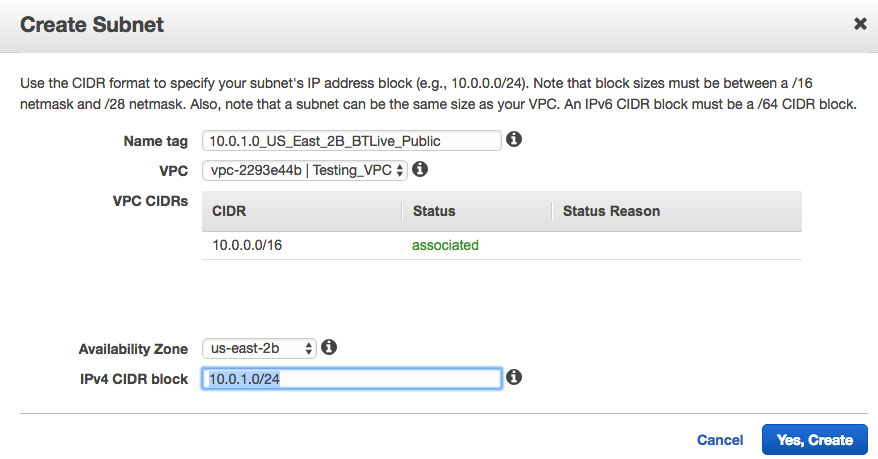 Create Subnet
Use the CIDR format to specify your subnet's IP address block (e.g., 10.0.0.0/24). Note that block sizes must be between a /16
netmask and /28 netmask. Also, note that a subnet can be the same size as your VPC. An IPv6 CIDR block must be a /64 CIDR block.
Name tag 10.0.1.0_US_East_2B_BTLive_Public
VPC vpc-2293e44b | Testing_VPC
VPC CIDRs CIDR Status Status Reason
10.0.0.0/16 associated
Availability Zone us-east-2b
IPv4 CIDR block 10.0.1.0/24
Cancel Yes, Create